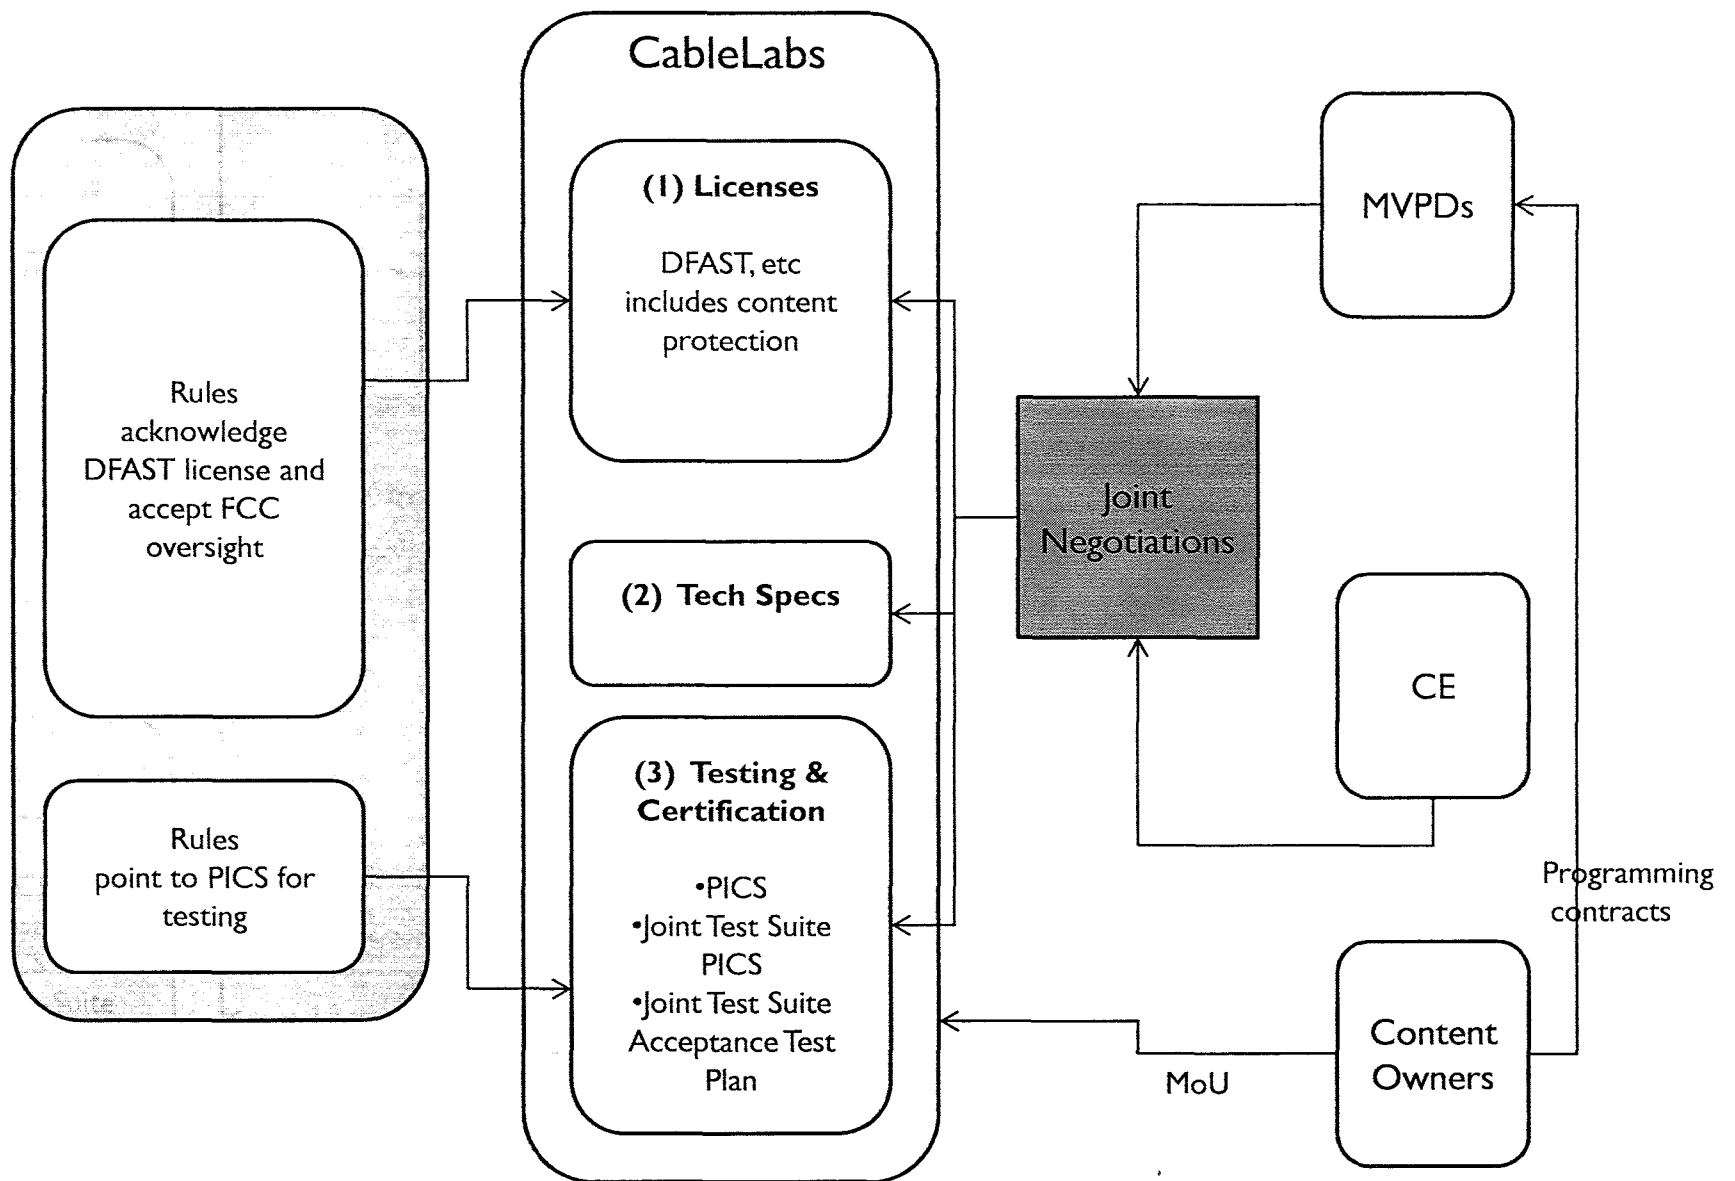 CableLabs
Rules
acknowledge
DFAST license and
accept FCC
oversight
Rules
point to PICS for
testing
(1) Licenses
DFAST, etc
includes content
protection
(2) Tech Specs
(3) Testing &
Certification
•PICS
•Joint Test Suite
PICS
•Joint Test Suite
Acceptance Test
Plan
Joint
Negotiations
MVPDs
CE
Programming
contracts
Content
Owners
MoU